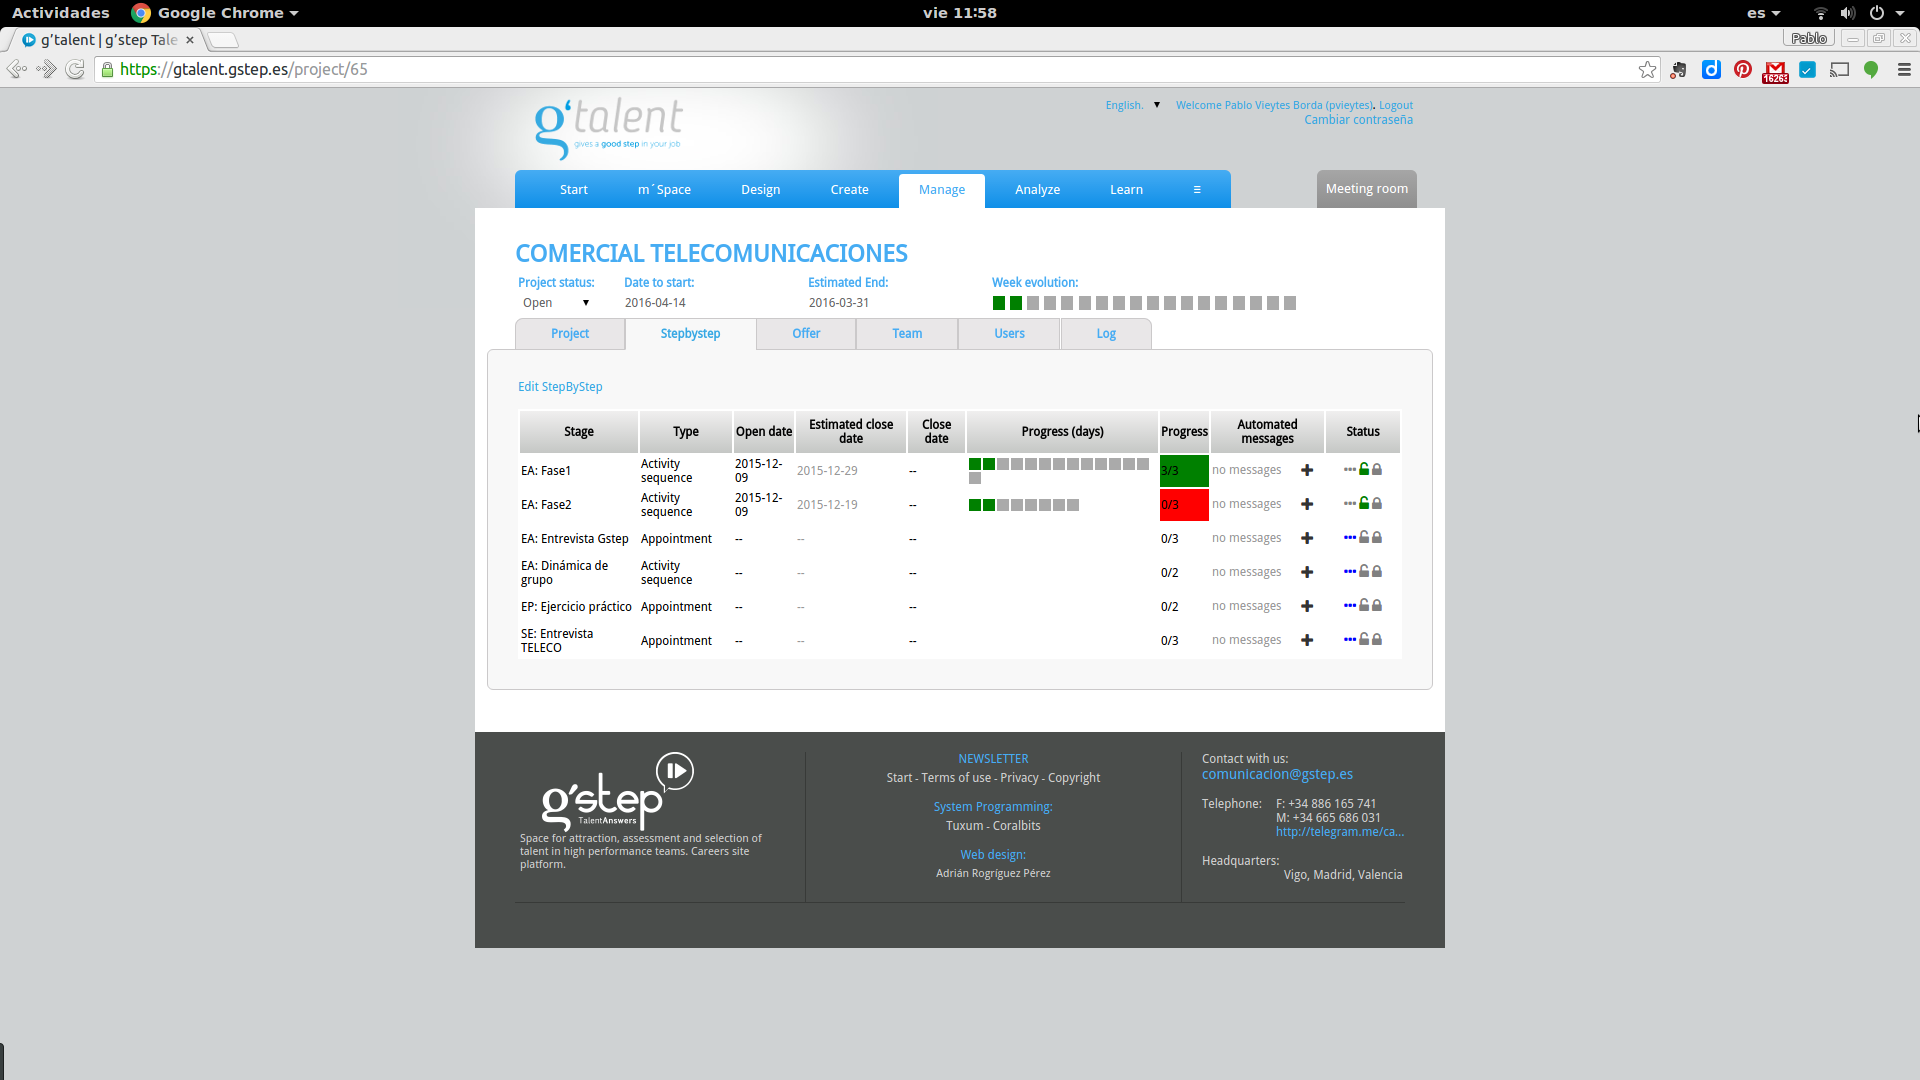 Actividades Google Chrome vie 11:58 es
g'talent | g'step Tale Pablo
https://gtalent.gstep.es/project/65 16263
g'talent
gives a good step in your job.
English. Welcome Pablo Vieytes Borda (pvieytes). Logout
Cambiar contraseña
Start m´Space Design Create Manage Analyze Learn ≡ Meeting room
COMERCIAL TELECOMUNICACIONES
Project status: Date to start: Estimated End: Week evolution:
Open 2016-04-14 2016-03-31
Project Stepbystep Offer Team Users Log
Edit StepByStep
Stage Type Open date Estimated close date Close date Progress (days) Progress Automated messages Status
EA: Fase1 Activity sequence 2015-12-09 2015-12-29 -- 3/3 no messages
EA: Fase2 Activity sequence 2015-12-09 2015-12-19 -- 0/3 no messages
EA: Entrevista Gstep Appointment -- -- -- 0/3 no messages
EA: Dinámica de grupo Activity sequence -- -- -- 0/2 no messages
EP: Ejercicio práctico Appointment -- -- -- 0/2 no messages
SE: Entrevista TELECO Appointment -- -- -- 0/3 no messages
g'step
TalentAnswers
Space for attraction, assessment and selection of
talent in high performance teams. Careers site
platform.
NEWSLETTER
Start - Terms of use - Privacy - Copyright
System Programming:
Tuxum - Coralbits
Web design:
Adrián Rogríguez Pérez
Contact with us:
comunicacion@gstep.es
Telephone: F: +34 886 165 741
M: +34 665 686 031
http://telegram.me/ca...
Headquarters:
Vigo, Madrid, Valencia